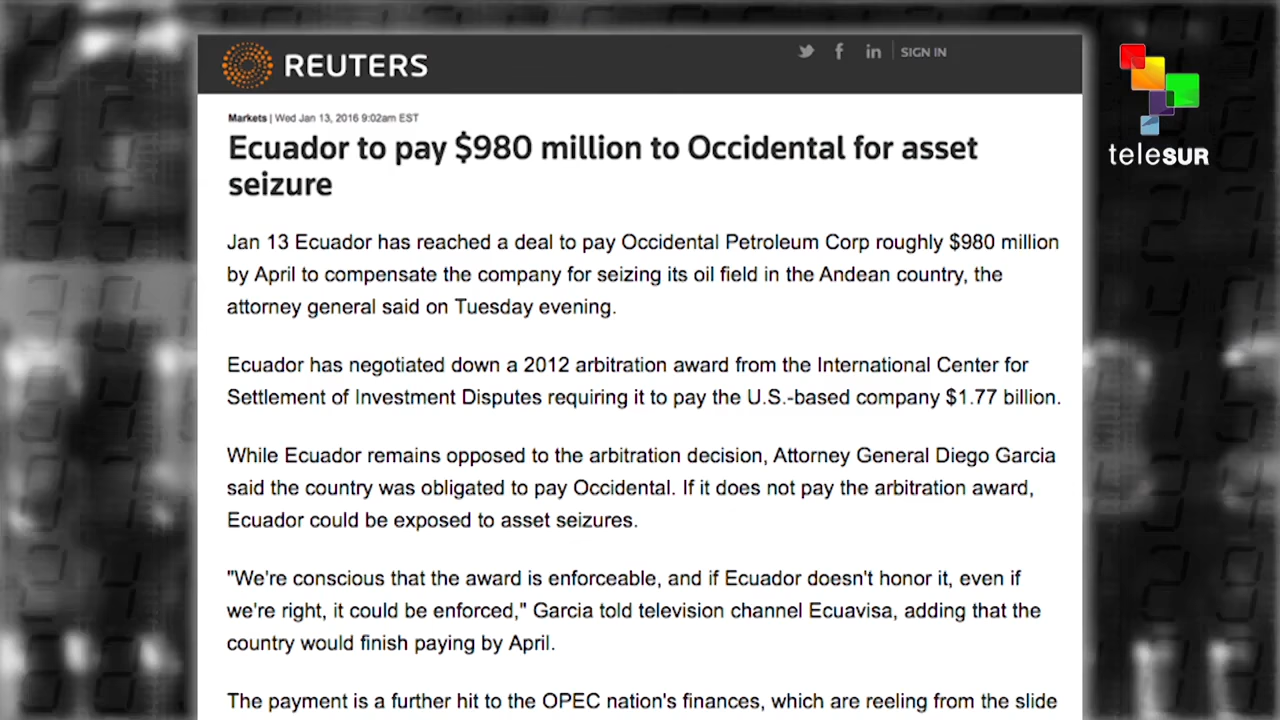 REUTERS
SIGN IN
teleSUR
Markets | Wed Jan 13, 2016 9:02am EST
Ecuador to pay $980 million to Occidental for asset
seizure
Jan 13 Ecuador has reached a deal to pay Occidental Petroleum Corp roughly $980 million
by April to compensate the company for seizing its oil field in the Andean country, the
attorney general said on Tuesday evening.
Ecuador has negotiated down a 2012 arbitration award from the International Center for
Settlement of Investment Disputes requiring it to pay the U.S.-based company $1.77 billion.
While Ecuador remains opposed to the arbitration decision, Attorney General Diego Garcia
said the country was obligated to pay Occidental. If it does not pay the arbitration award,
Ecuador could be exposed to asset seizures.
"We're conscious that the award is enforceable, and if Ecuador doesn't honor it, even if
we're right, it could be enforced," Garcia told television channel Ecuavisa, adding that the
country would finish paying by April.
The payment is a further hit to the OPEC nation's finances, which are reeling from the slide